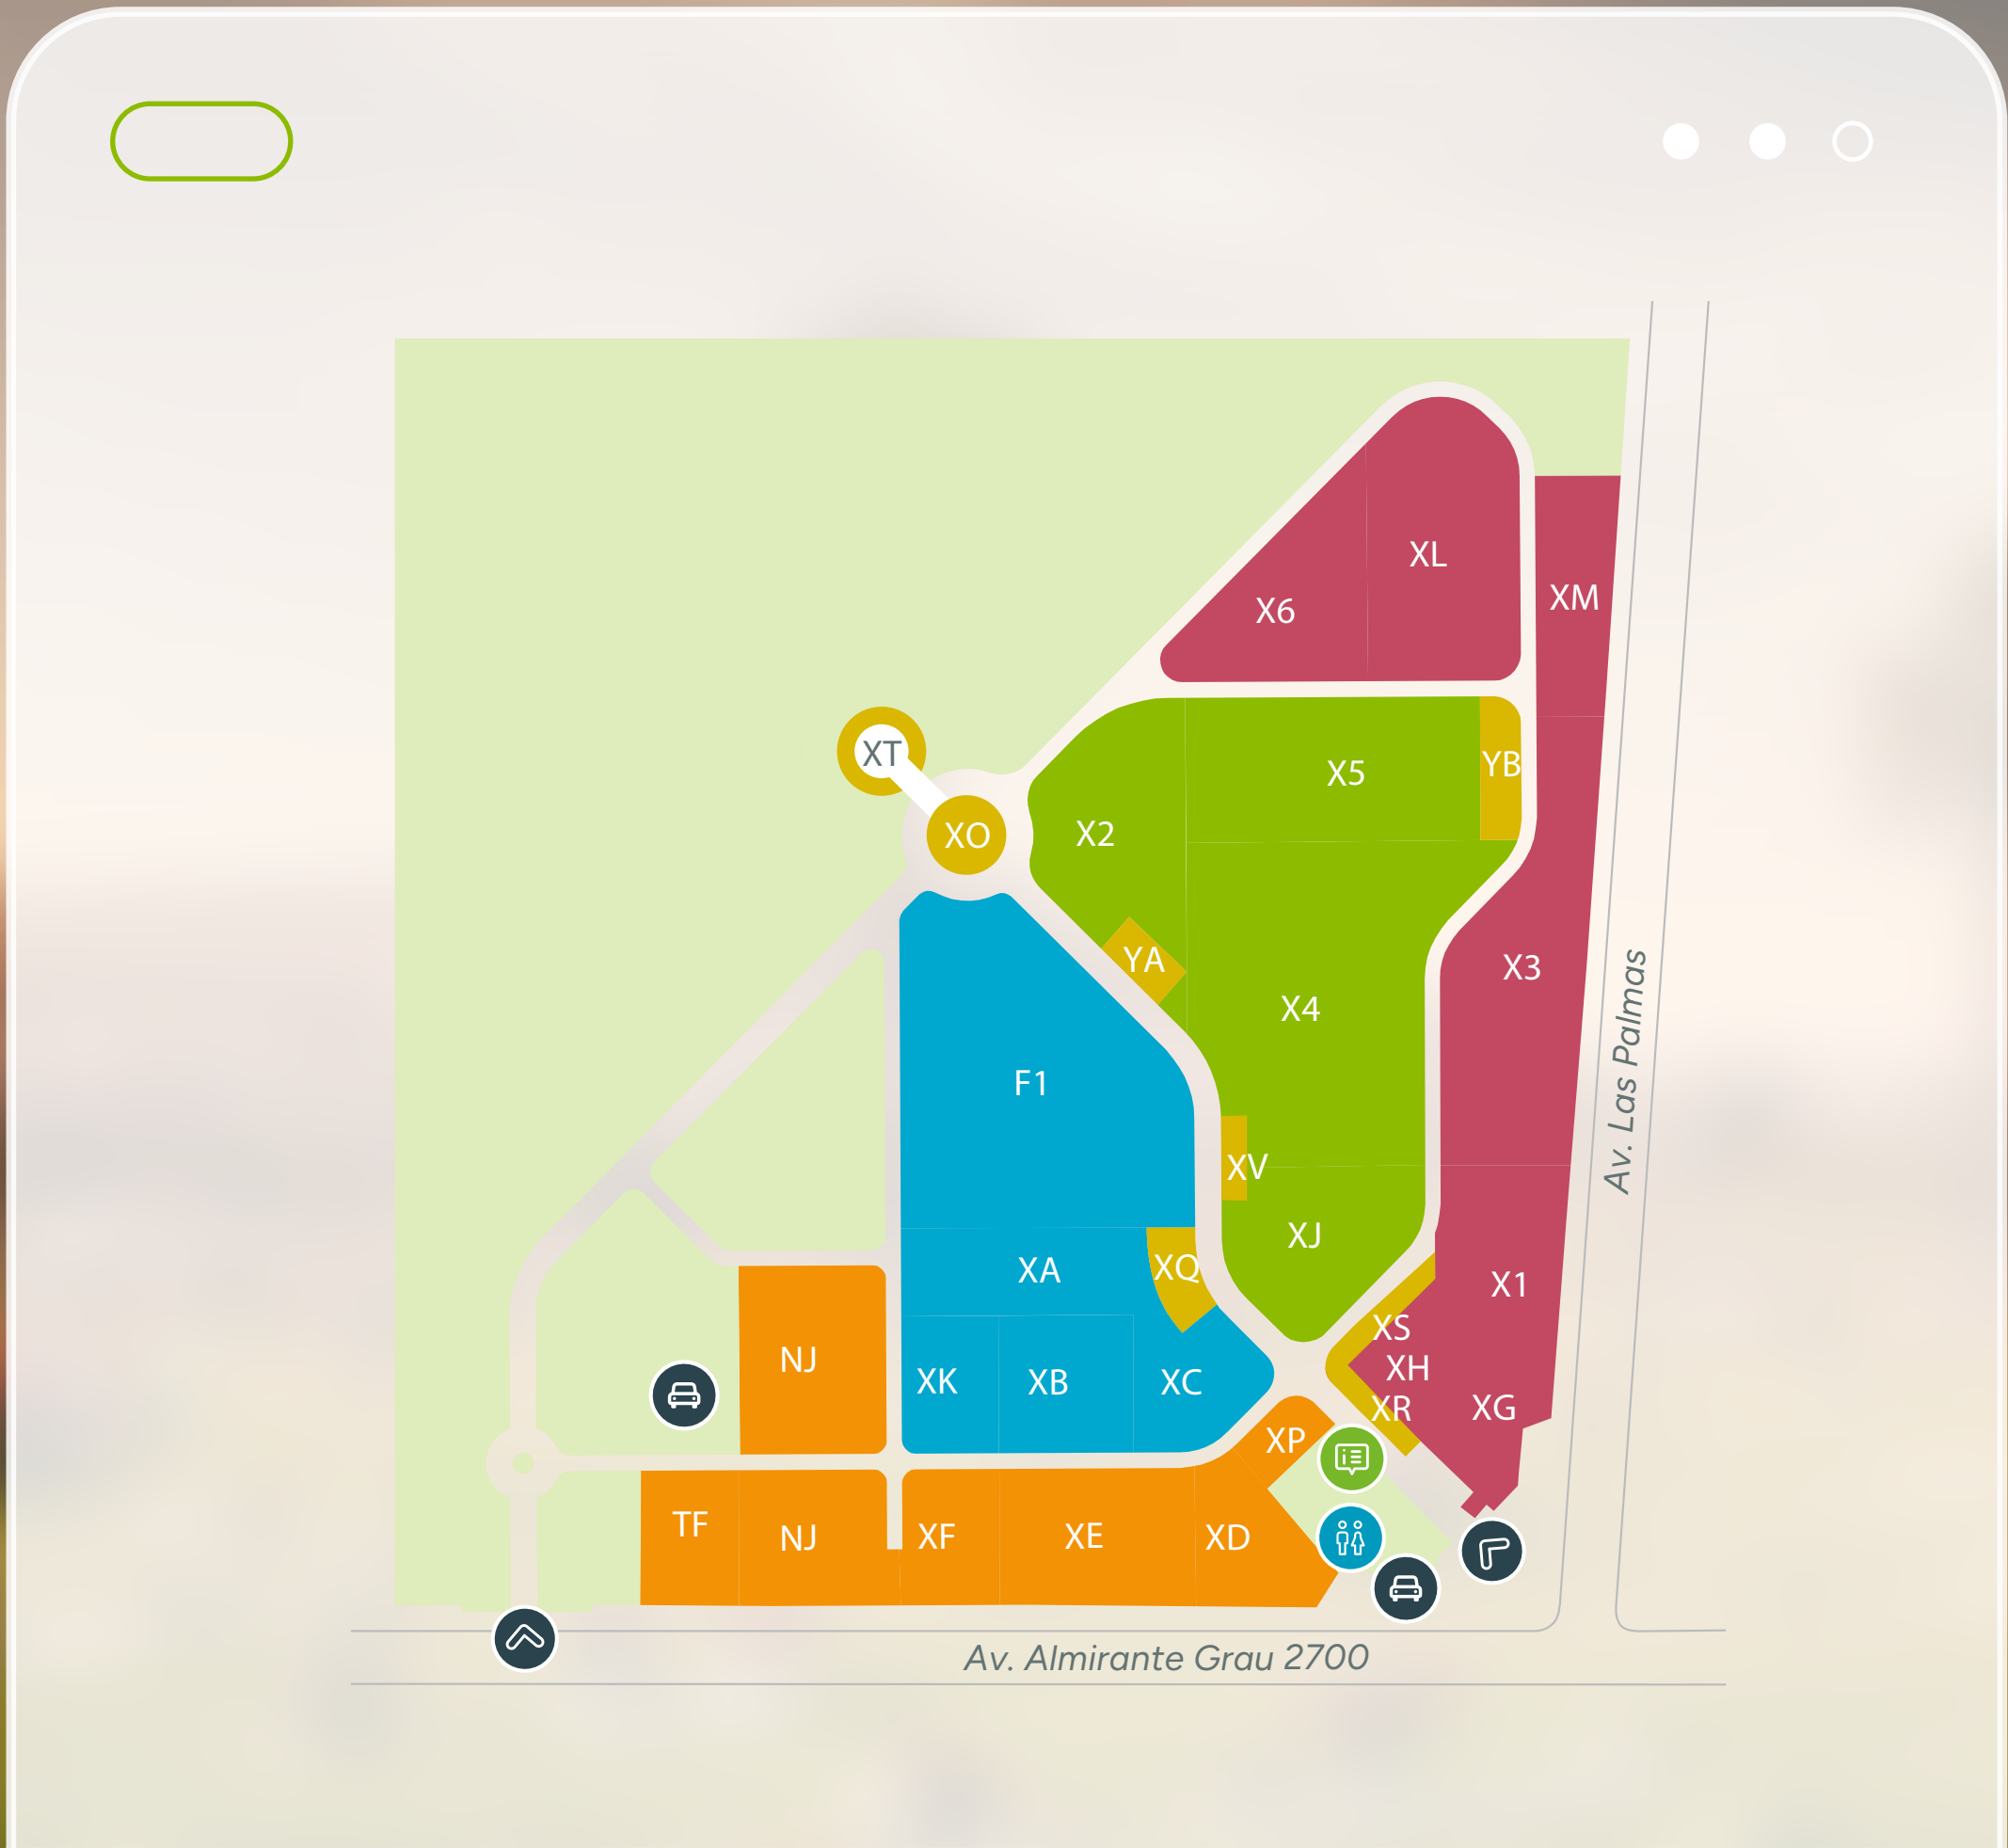 XL
XM
X6
XT
X5
YB
X2
XO
YA
X3
X4
F1
XV
XJ
XA
XQ
X1
XS
NJ
XK
XB
XC
XH
XR
XG
XP
TF
NJ
XF
XE
XD
Av. Las Palmas
Av. Almirante Grau 2700